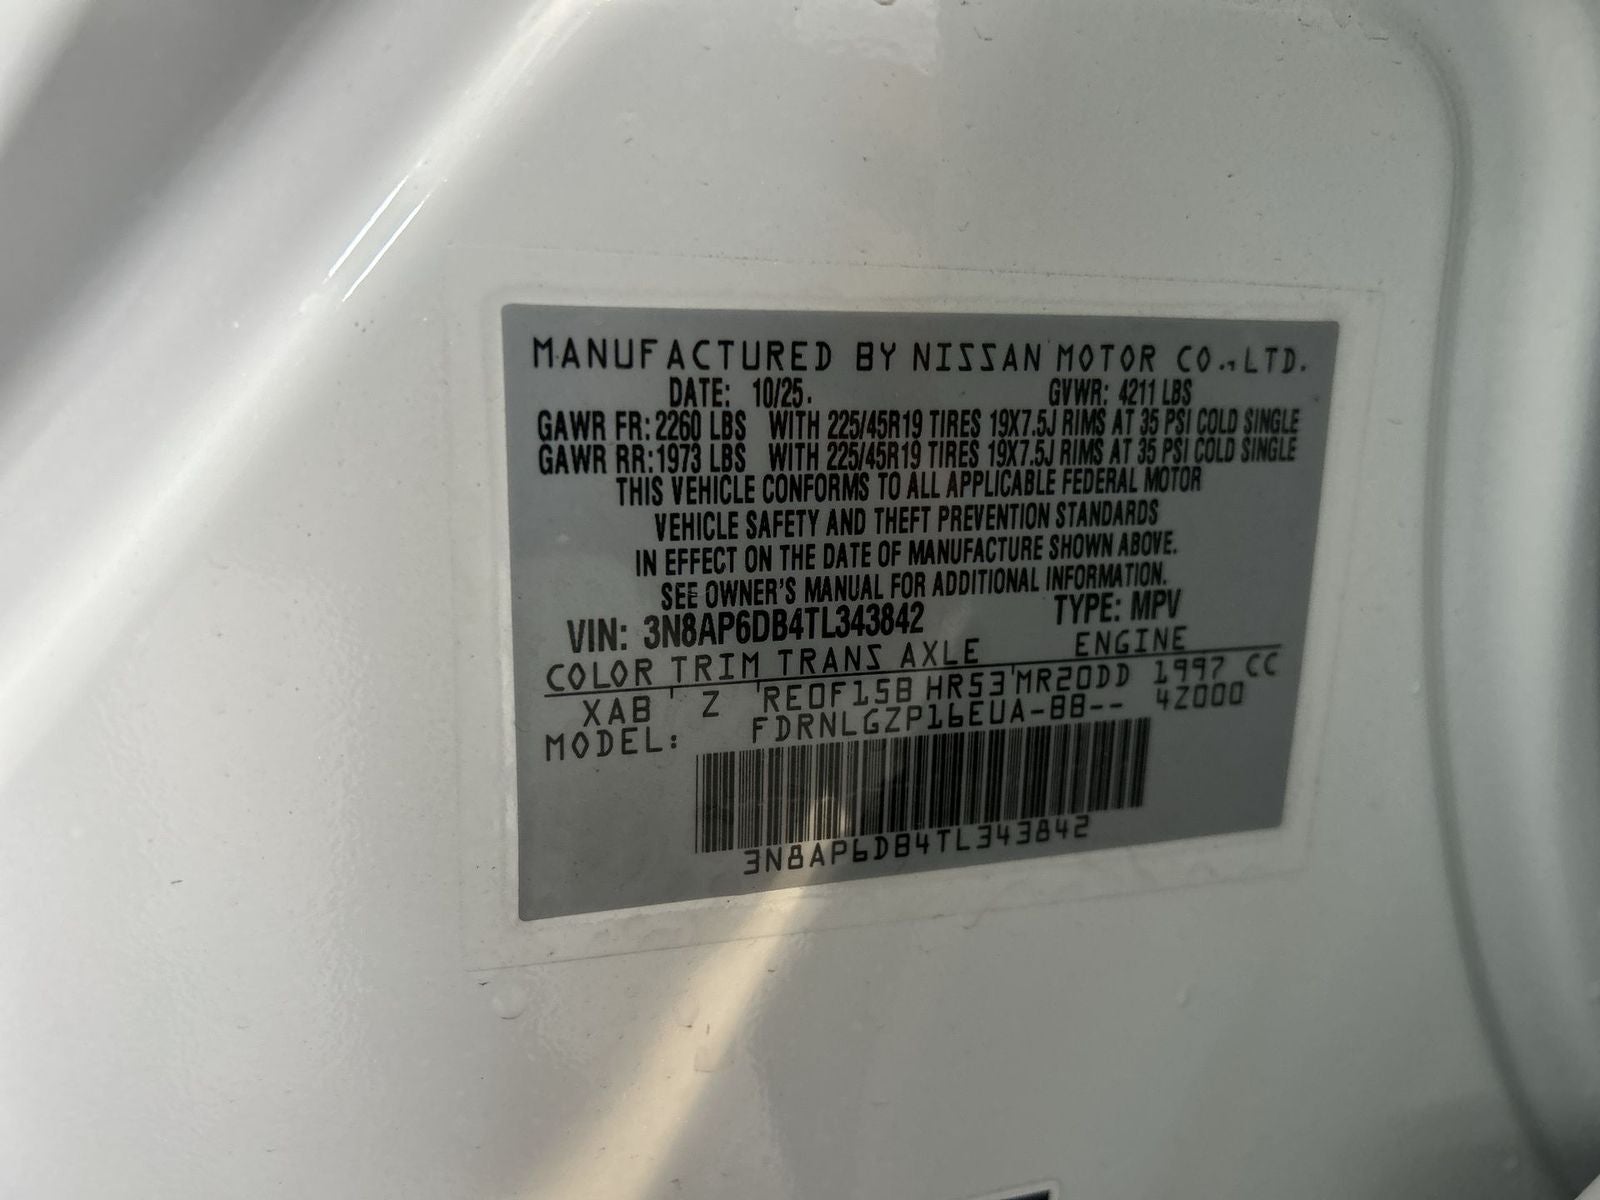 MANUFACTURED BY NISSAN MOTOR CO.,LTD.
DATE: 10/25. GVWR: 4211 LBS
GAWR FR: 2260 LBS WITH 225/45R19 TIRES 19X7.5J RIMS AT 35 PSI COLD SINGLE
GAWR RR: 1973 LBS WITH 225/45R19 TIRES 19X7.5J RIMS AT 35 PSI COLD SINGLE
THIS VEHICLE CONFORMS TO ALL APPLICABLE FEDERAL MOTOR
VEHICLE SAFETY AND THEFT PREVENTION STANDARDS
IN EFFECT ON THE DATE OF MANUFACTURE SHOWN ABOVE.
SEE OWNER'S MANUAL FOR ADDITIONAL INFORMATION.
VIN: 3N8AP6DB4TL343842 TYPE: MPV
COLOR TRIM TRANS AXLE ENGINE
XAB Z RE0F15B HR53 MR20DD 1997 CC
MODEL: FDRNLGZP16EUA-BB-- 4Z000
3N8AP6DB4TL343842